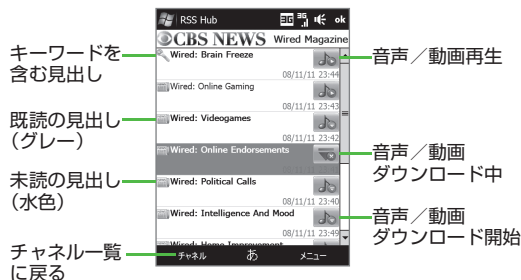 RSS Hub
ok
CBS NEWS Wired Magazine
Wired: Brain Freeze
08/11/11 23:44
Wired: Online Gaming
08/11/11 23:43
Wired: Videogames
08/11/11 23:42
Wired: Online Endorsements
Wired: Political Calls
08/11/11 23:40
Wired: Intelligence And Mood
08/11/11 23:49
Wired: Home Improvement
チャネル
あ
メニュー
キーワードを
含む見出し
既読の見出し
(グレー)
未読の見出し
(水色)
チャネル一覧
に戻る
音声/動画再生
音声/動画
ダウンロード中
音声/動画
ダウンロード開始